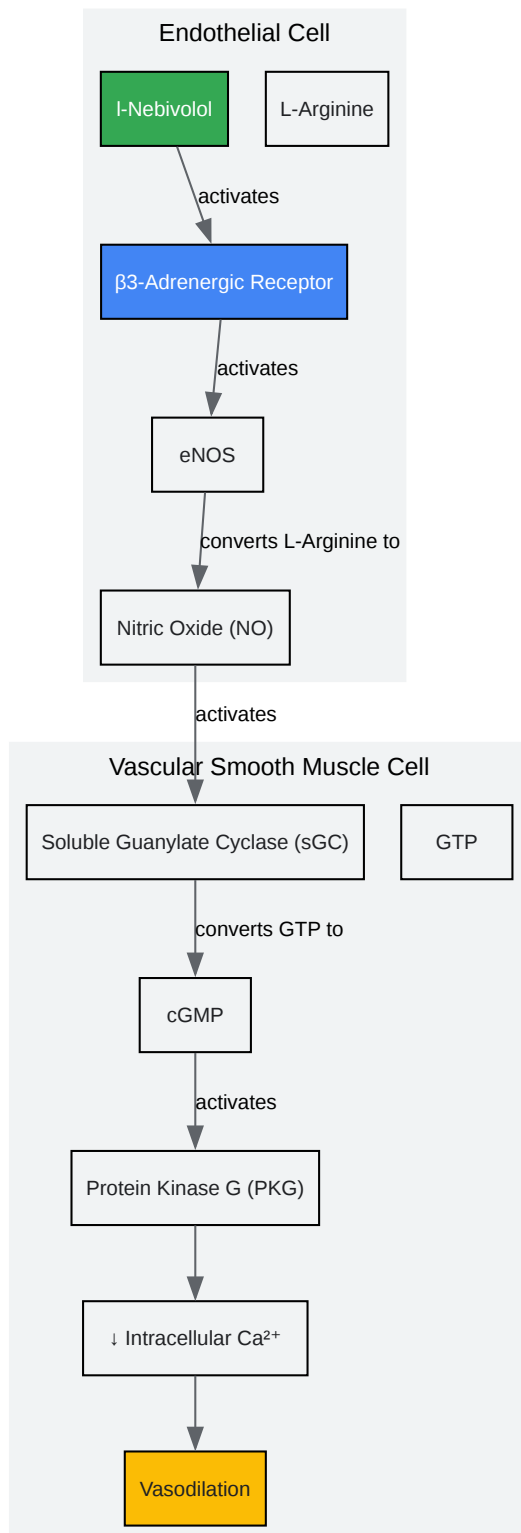 Endothelial Cell
l-Nebivolol
L-Arginine
activates
β3-Adrenergic Receptor
activates
eNOS
converts L-Arginine to
Nitric Oxide (NO)
activates
Vascular Smooth Muscle Cell
Soluble Guanylate Cyclase (sGC)
GTP
converts GTP to
cGMP
activates
Protein Kinase G (PKG)
↓ Intracellular Ca²⁺
Vasodilation